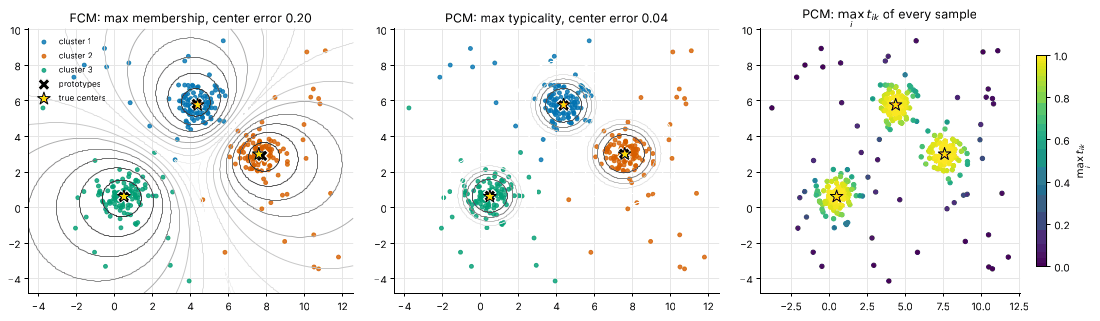 FCM: max membership, center error 0.20
cluster 1
cluster 2
cluster 3
prototypes
true centers
10
8
6
4
2
0
−2
−4
−4 −2 0 2 4 6 8 10 12
PCM: max typicality, center error 0.04
10
8
6
4
2
0
−2
−4
−4 −2 0 2 4 6 8 10 12
PCM: max t_ik of every sample
i
10
8
6
4
2
0
−2
−4
−2.5 0.0 2.5 5.0 7.5 10.0 12.5
1.0
0.8
0.6
0.4
0.2
0.0
max t_ik
i